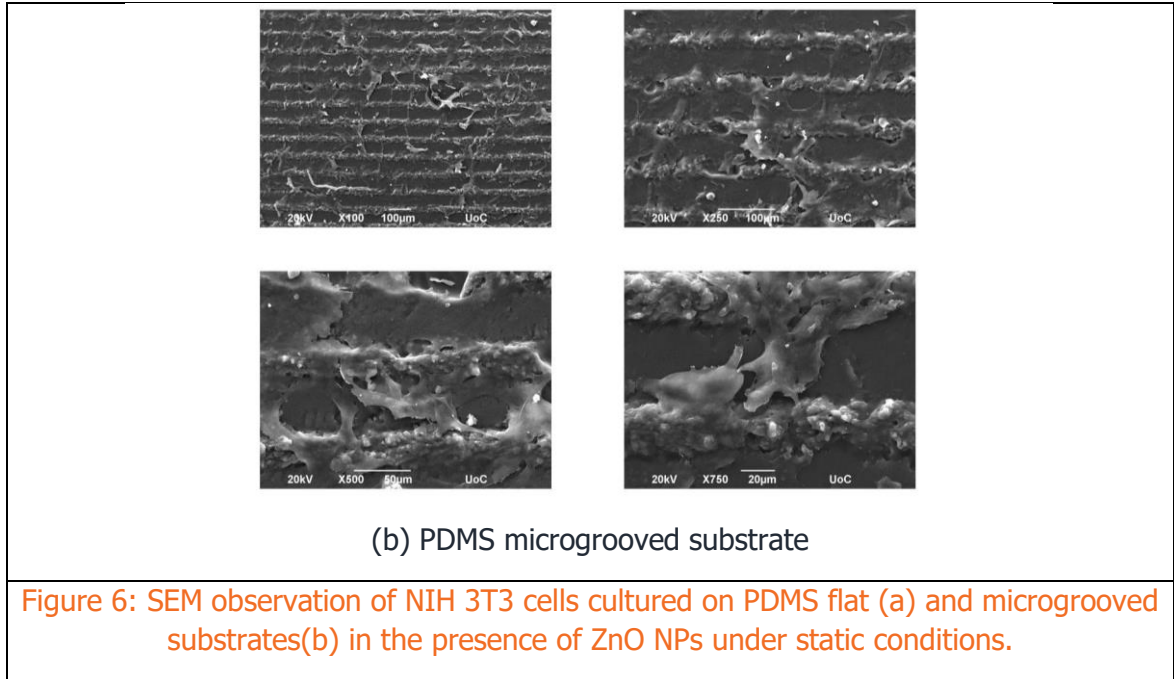 20kV X100 100µm UoC
20kV X250 100µm UoC
20kV X500 50µm UoC
20kV X750 20µm UoC
(b) PDMS microgrooved substrate
Figure 6: SEM observation of NIH 3T3 cells cultured on PDMS flat (a) and microgrooved
substrates(b) in the presence of ZnO NPs under static conditions.